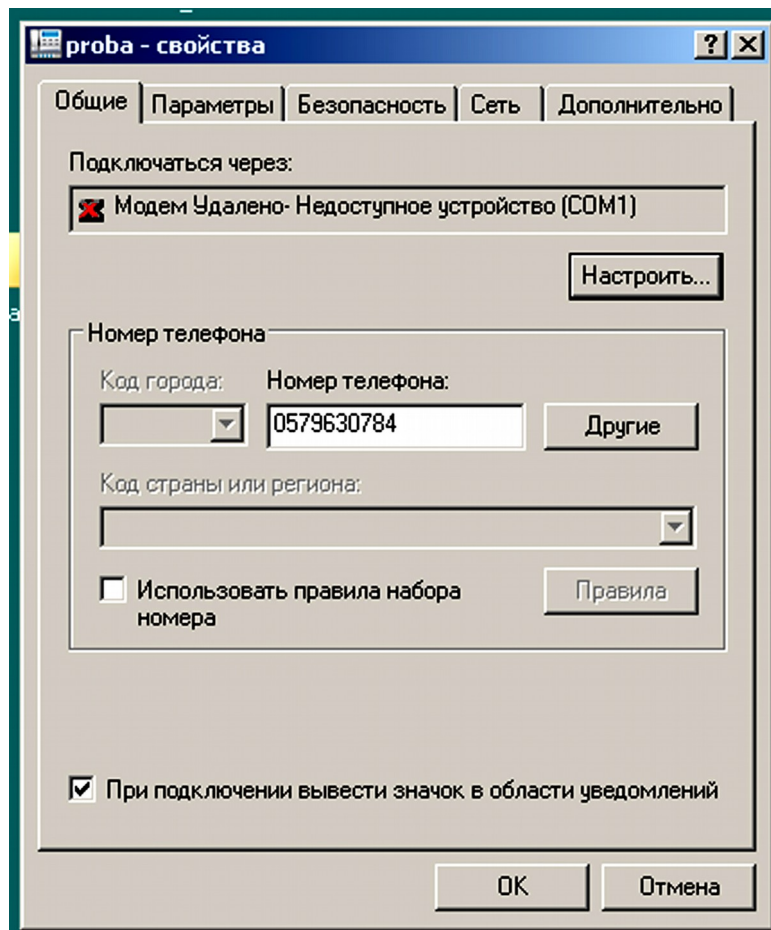 proba - свойства
Общие Параметры Безопасность Сеть Дополнительно
Подключаться через:
Модем Удалено- Недоступное устройство (COM1)
Настроить...
Номер телефона
Код города: Номер телефона:
0579630784 Другие
Код страны или региона:
Использовать правила набора Правила
номера
При подключении вывести значок в области уведомлений
OK Отмена